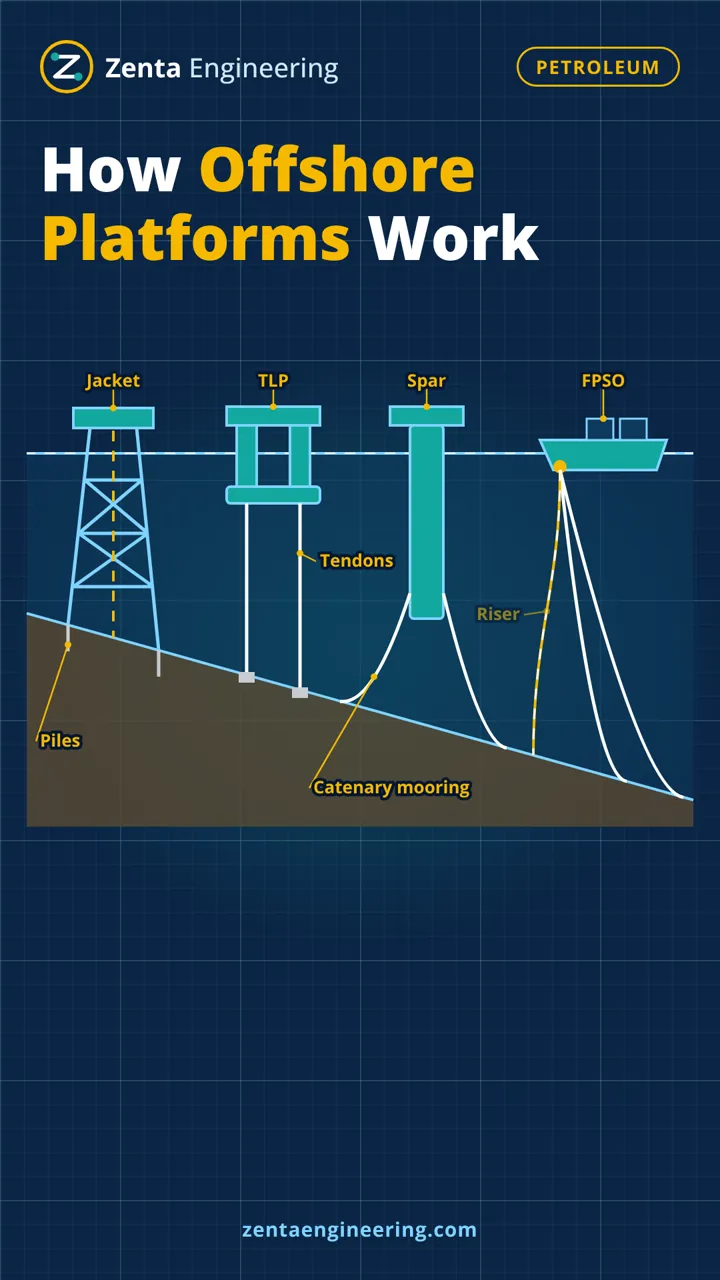 Zenta Engineering
PETROLEUM
How Offshore
Platforms Work
Jacket
TLP
Spar
FPSO
Tendons
Riser
Piles
Catenary mooring
zentaengineering.com